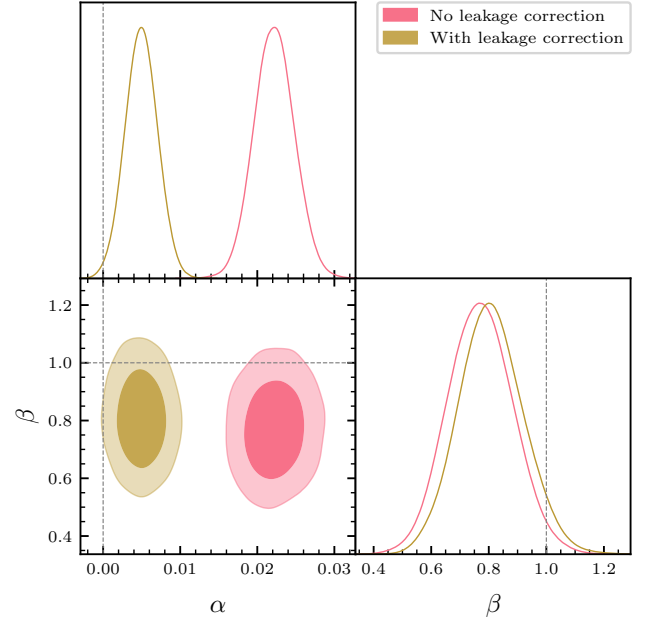 No leakage correction
With leakage correction
1.2
1.0
0.8
0.6
0.4
β
0.00 0.01 0.02 0.03
α
0.4 0.6 0.8 1.0 1.2
β